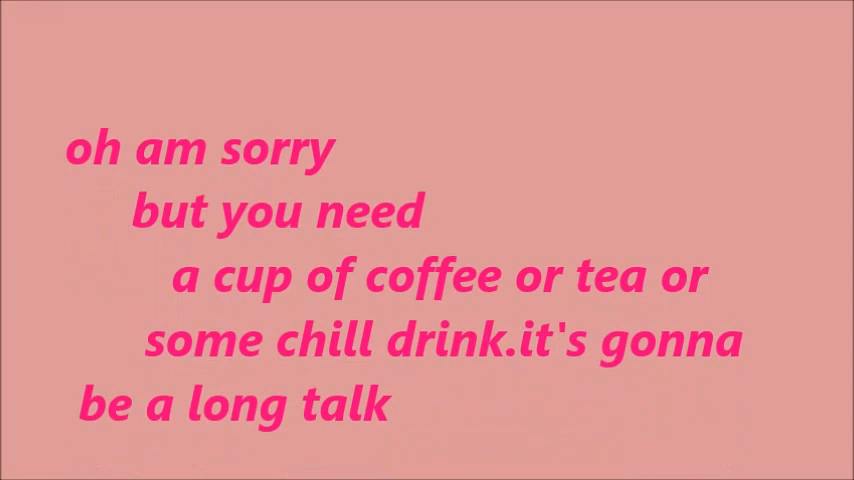 oh am sorry
but you need
a cup of coffee or tea or
some chill drink.it's gonna
be a long talk